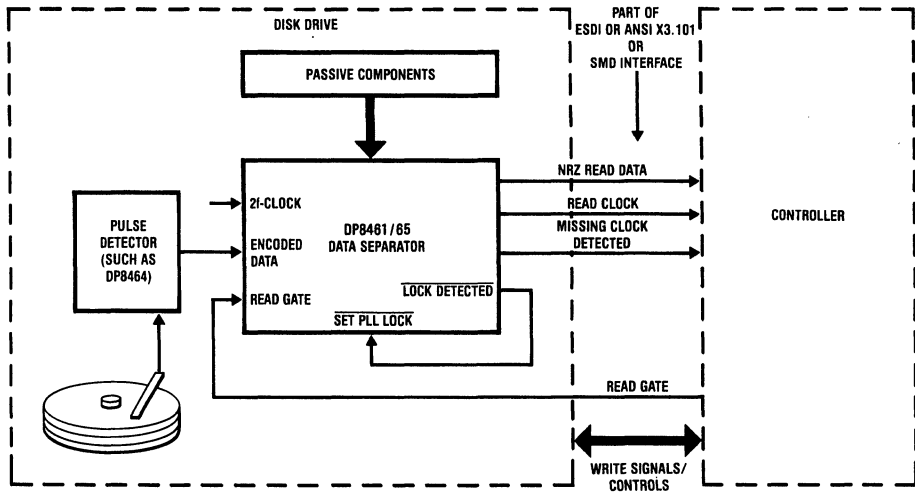 DISK DRIVE
PART OF
ESDI OR ANSI X3.101
OR
SMD INTERFACE
PASSIVE COMPONENTS
NRZ READ DATA
2f-CLOCK
READ CLOCK
CONTROLLER
PULSE
DETECTOR
(SUCH AS
DP8464)
DP8461/65
DATA SEPARATOR
MISSING CLOCK
DETECTED
ENCODED
DATA
LOCK DETECTED
READ GATE
SET PLL LOCK
READ GATE
WRITE SIGNALS/
CONTROLS